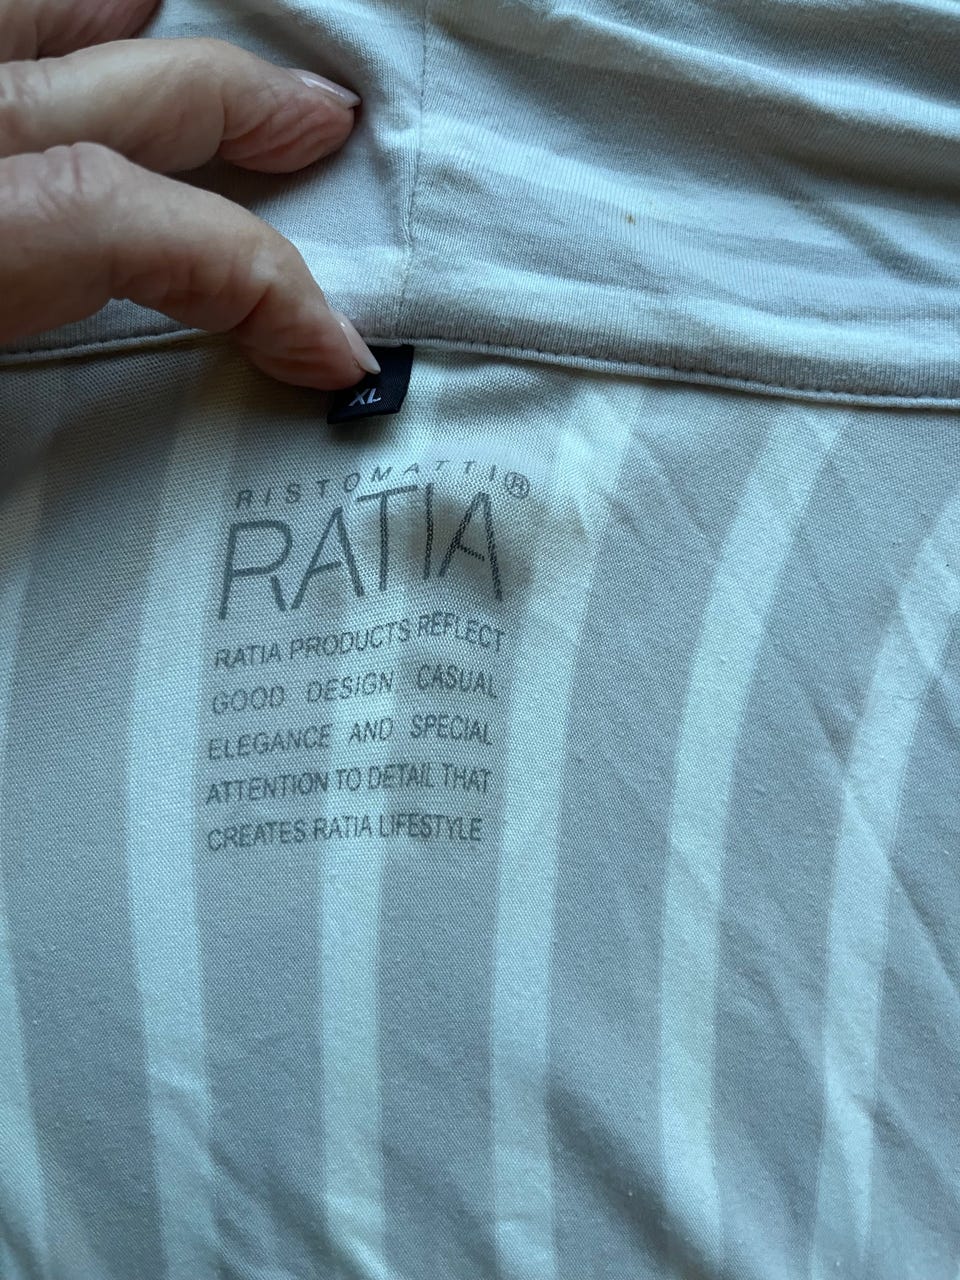 XL
RISTOMATTI®
RATIA
RATIA PRODUCTS REFLECT
GOOD DESIGN CASUAL
ELEGANCE AND SPECIAL
ATTENTION TO DETAIL THAT
CREATES RATIA LIFESTYLE